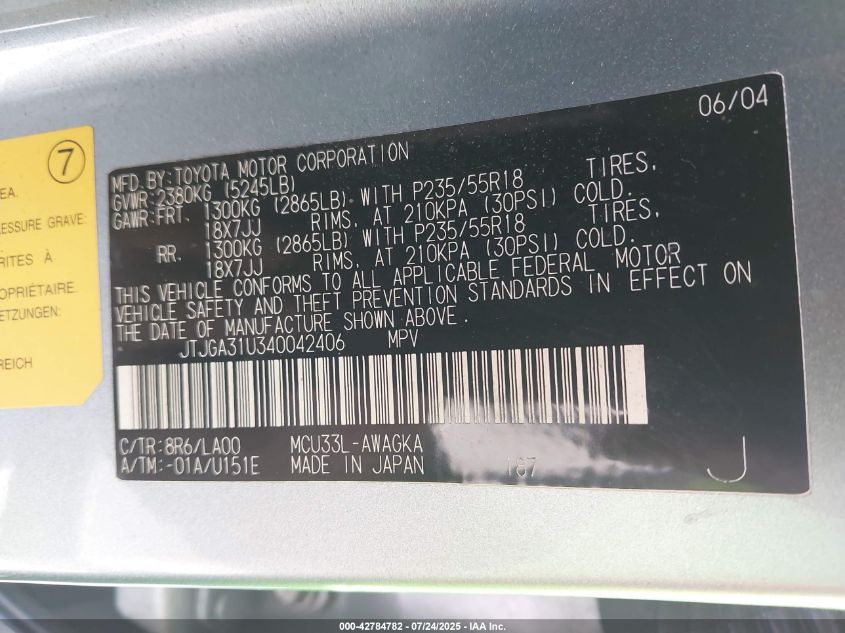 7
EA.
RESSURE GRAVE:
RITES À
OPRIÉTAIRE.
ETZUNGEN:
REICH
06/04
MFD.BY:TOYOTA MOTOR CORPORATION
GVWR:2380KG (5245LB)
GAWR:FRT. 1300KG (2865LB) WITH P235/55R18 TIRES,
18X7JJ RIMS, AT 210KPA (30PSI) COLD.
RR. 1300KG (2865LB) WITH P235/55R18 TIRES,
18X7JJ RIMS, AT 210KPA (30PSI) COLD.
THIS VEHICLE CONFORMS TO ALL APPLICABLE FEDERAL MOTOR
VEHICLE SAFETY AND THEFT PREVENTION STANDARDS IN EFFECT ON
THE DATE OF MANUFACTURE SHOWN ABOVE.
JTJGA31U340042406 MPV
C/TR:8R6/LA00 MCU33L-AWAGKA
A/TM:-01A/U151E MADE IN JAPAN 187 J
000-42784782 - 07/24/2025 - IAA Inc.